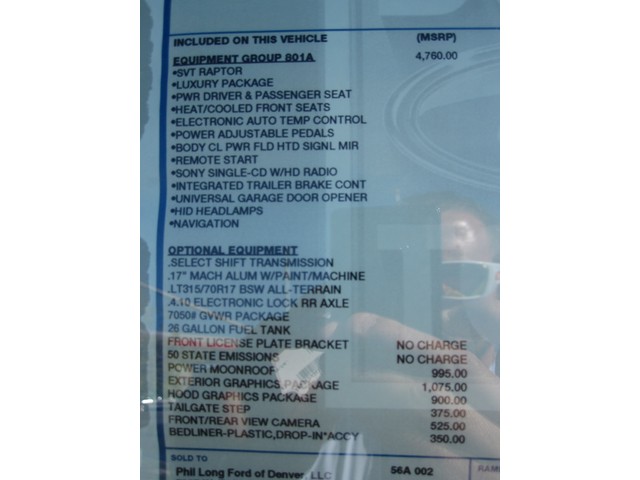 INCLUDED ON THIS VEHICLE (MSRP)
EQUIPMENT GROUP 801A 4,760.00
•SVT RAPTOR
•LUXURY PACKAGE
•PWR DRIVER & PASSENGER SEAT
•HEAT/COOLED FRONT SEATS
•ELECTRONIC AUTO TEMP CONTROL
•POWER ADJUSTABLE PEDALS
•BODY CL PWR FLD HTD SIGNL MIR
•REMOTE START
•SONY SINGLE-CD W/HD RADIO
•INTEGRATED TRAILER BRAKE CONT
•UNIVERSAL GARAGE DOOR OPENER
•HID HEADLAMPS
•NAVIGATION
OPTIONAL EQUIPMENT
.SELECT SHIFT TRANSMISSION
.17" MACH ALUM W/PAINT/MACHINE
.LT315/70R17 BSW ALL-TERRAIN
.4.10 ELECTRONIC LOCK RR AXLE
7050# GVWR PACKAGE
26 GALLON FUEL TANK
FRONT LICENSE PLATE BRACKET NO CHARGE
50 STATE EMISSIONS NO CHARGE
POWER MOONROOF 995.00
EXTERIOR GRAPHICS PACKAGE 1,075.00
HOOD GRAPHICS PACKAGE 900.00
TAILGATE STEP 375.00
FRONT/REAR VIEW CAMERA 525.00
BEDLINER-PLASTIC,DROP-IN*ACCY 350.00
SOLD TO
Phil Long Ford of Denver, LLC 56A 002 RAM